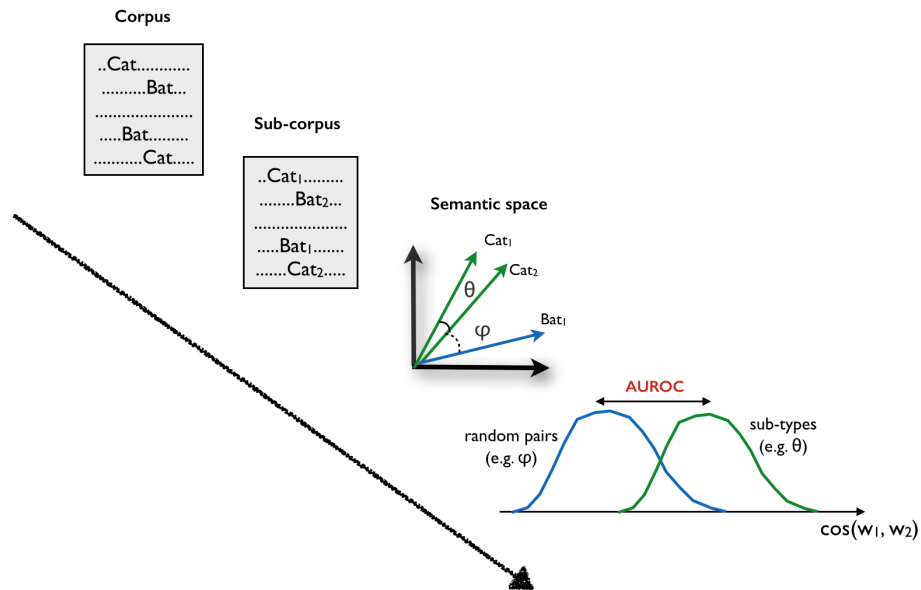 Corpus
..Cat............
..........Bat...
......................
.....Bat.........
...........Cat.....
Sub-corpus
..Cat₁.........
........Bat₂...
......................
.....Bat₁.......
.......Cat₂.....
Semantic space
Cat₁
Cat₂
θ
φ
Bat₁
AUROC
random pairs
(e.g. φ)
sub-types
(e.g. θ)
cos(w₁, w₂)